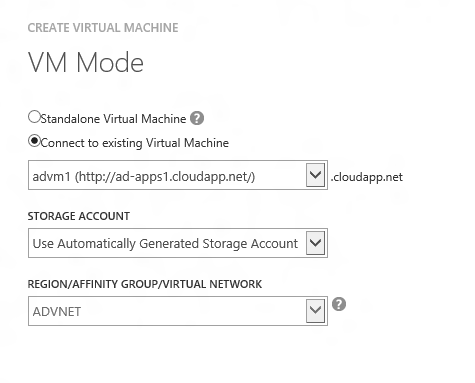 CREATE VIRTUAL MACHINE
VM Mode
Standalone Virtual Machine ?
Connect to existing Virtual Machine
advm1 (http://ad-apps1.cloudapp.net/) .cloudapp.net
STORAGE ACCOUNT
Use Automatically Generated Storage Account
REGION/AFFINITY GROUP/VIRTUAL NETWORK
ADVNET ?